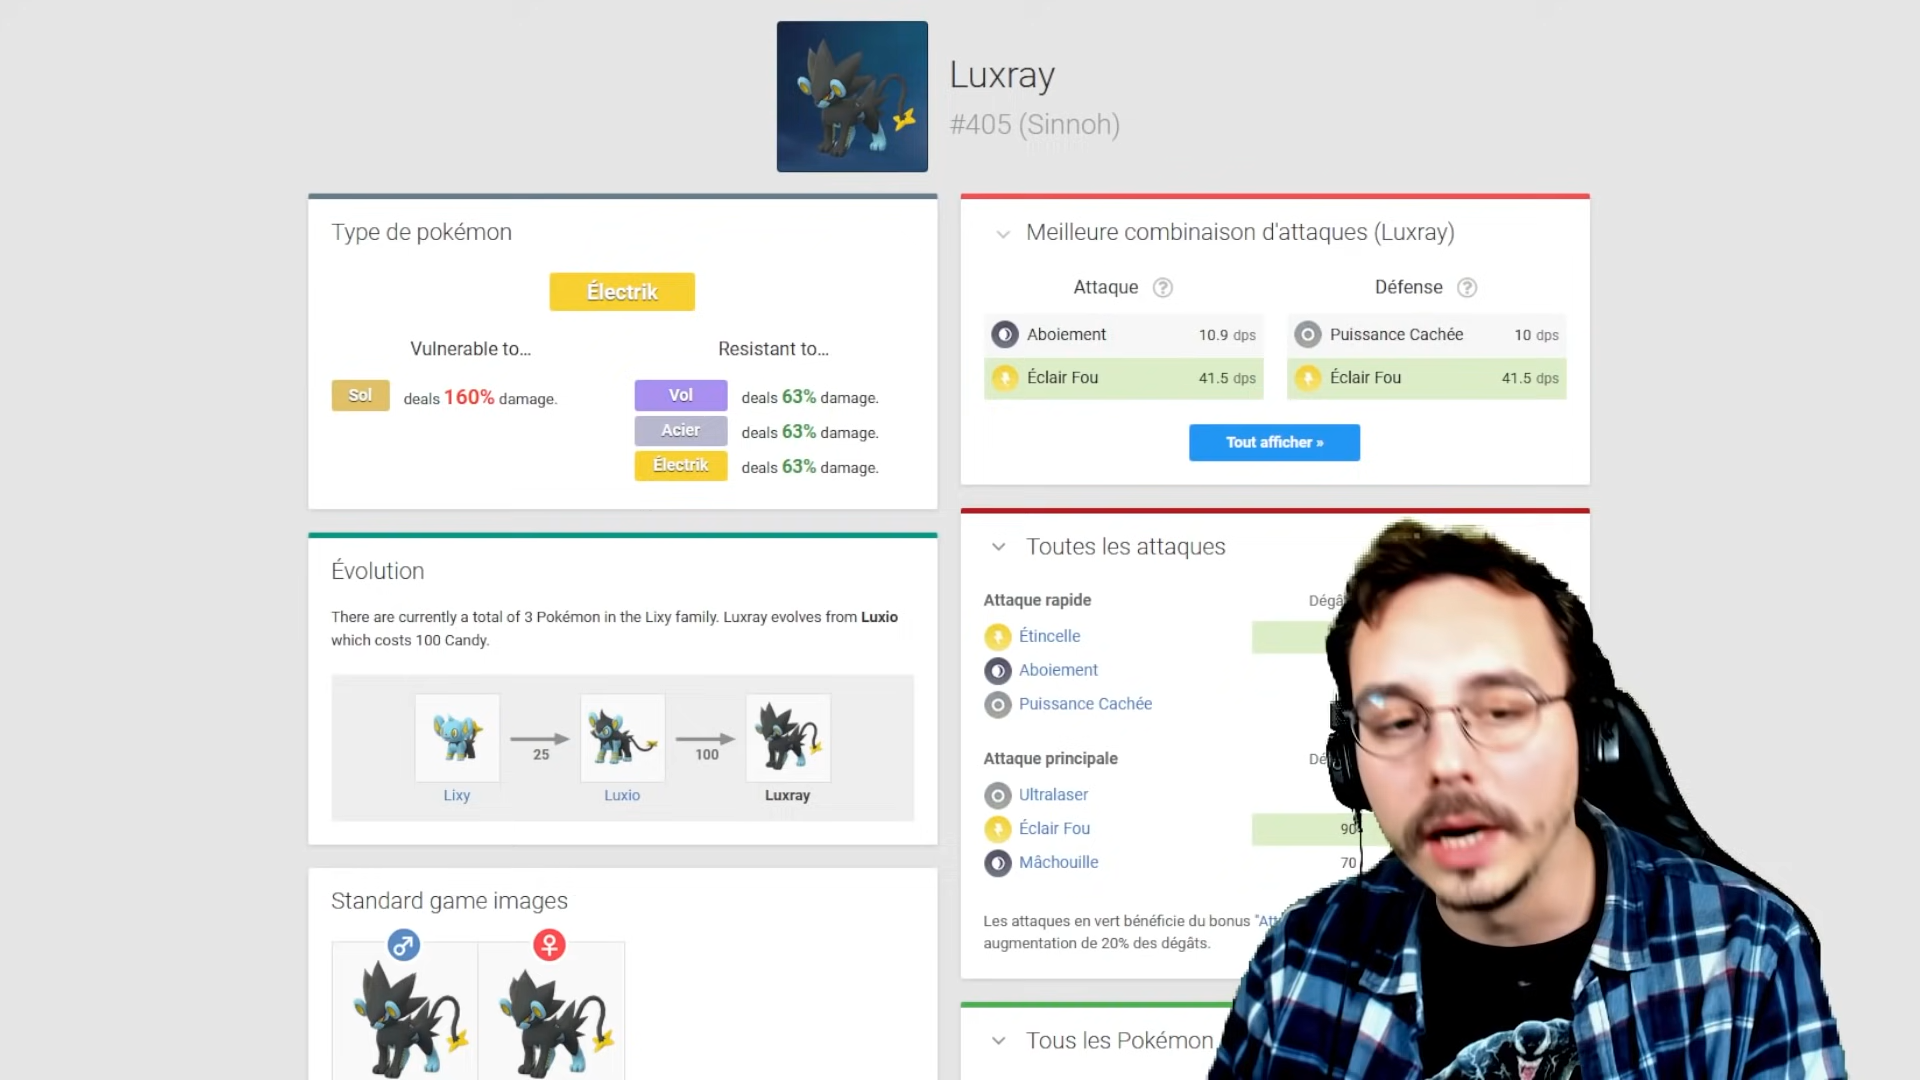 Luxray
#405 (Sinnoh)
Type de pokémon
Électrik
Vulnerable to...
Resistant to...
Sol deals 160% damage.
Vol deals 63% damage.
Acier deals 63% damage.
Électrik deals 63% damage.
Évolution
There are currently a total of 3 Pokémon in the Lixy family. Luxray evolves from Luxio
which costs 100 Candy.
25
100
Lixy
Luxio
Luxray
Standard game images
Meilleure combinaison d'attaques (Luxray)
Attaque ?
Défense ?
Aboiement 10.9 dps
Puissance Cachée 10 dps
Éclair Fou 41.5 dps
Éclair Fou 41.5 dps
Tout afficher »
Toutes les attaques
Attaque rapide
Étincelle
Aboiement
Puissance Cachée
Attaque principale
Ultralaser
Éclair Fou 90
Mâchouille 70
Les attaques en vert bénéficie du bonus
augmentation de 20% des dégâts.
Tous les Pokémon